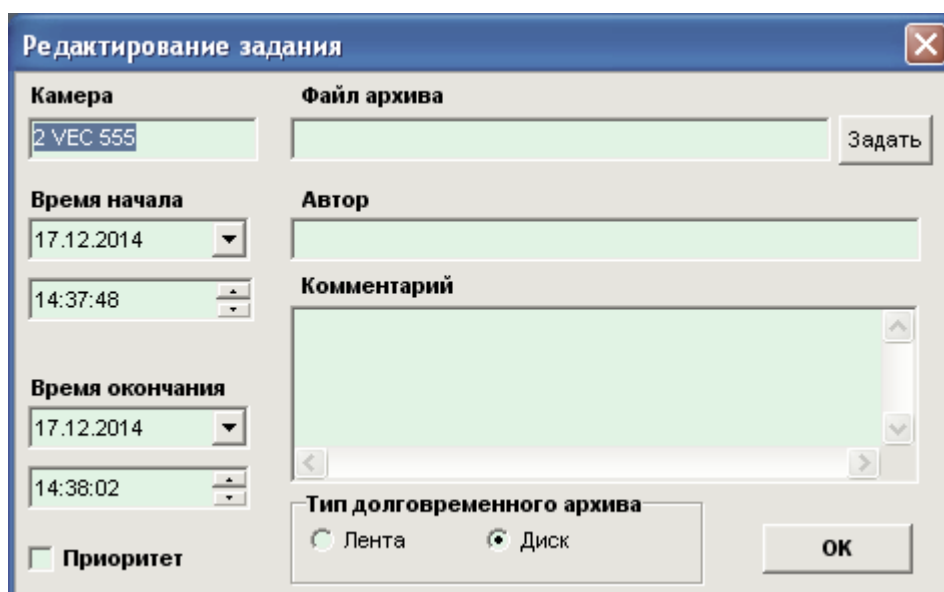 Редактирование задания
Камера
Файл архива
2 VEC 555
Задать
Время начала
Автор
17.12.2014
14:37:48
Комментарий
Время окончания
17.12.2014
14:38:02
Тип долговременного архива
Лента
Диск
Приоритет
ОК